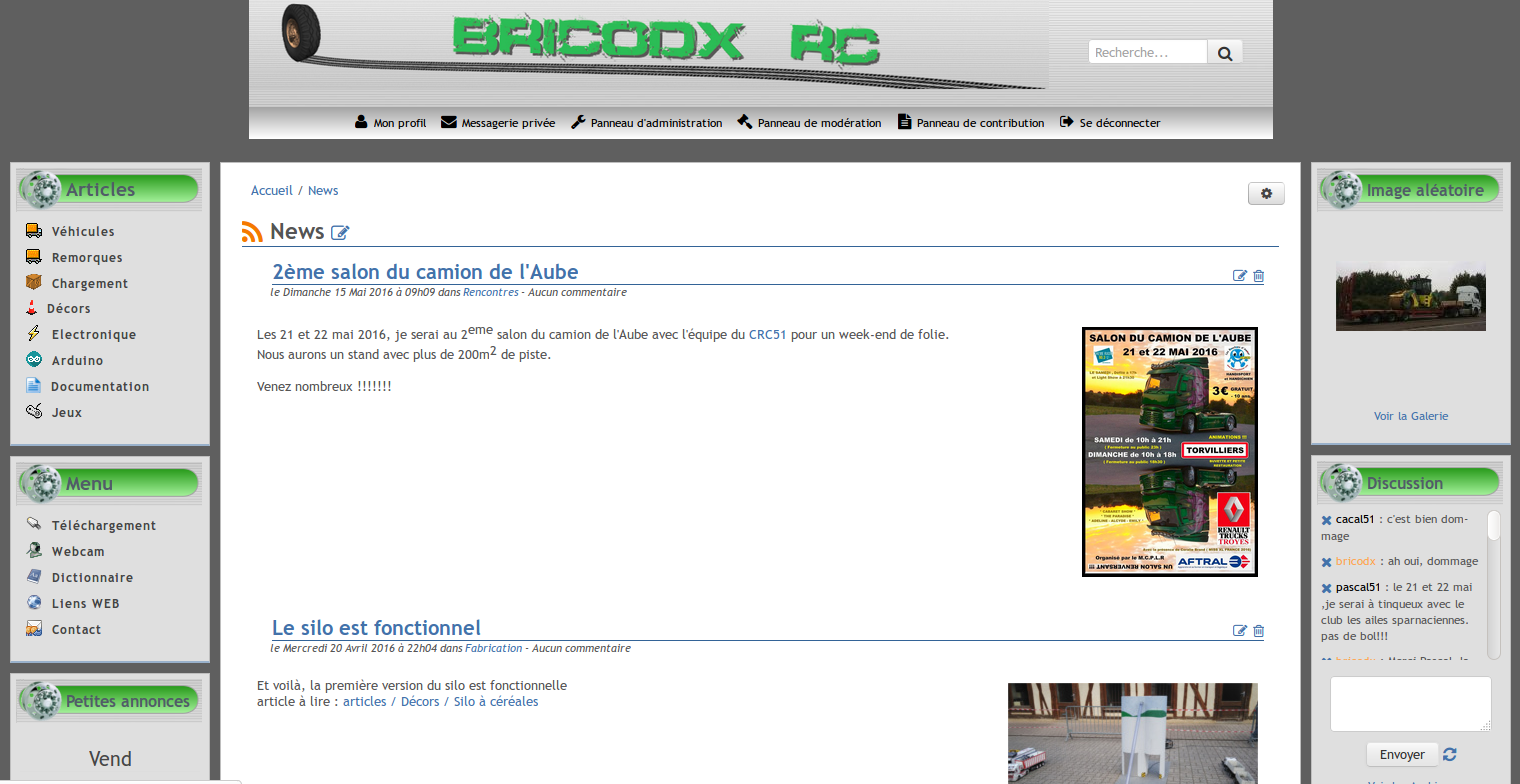 BRICODX RC
Recherche...
Mon profil Messagerie privée Panneau d'administration Panneau de modération Panneau de contribution Se déconnecter
Articles
Véhicules
Remorques
Chargement
Décors
Electronique
Arduino
Documentation
Jeux
Menu
Téléchargement
Webcam
Dictionnaire
Liens WEB
Contact
Petites annonces
Vend
Accueil / News
News
2ème salon du camion de l'Aube
le Dimanche 15 Mai 2016 à 09h09 dans Rencontres - Aucun commentaire
Les 21 et 22 mai 2016, je serai au 2eme salon du camion de l'Aube avec l'équipe du CRC51 pour un week-end de folie.
Nous aurons un stand avec plus de 200m2 de piste.
Venez nombreux !!!!!!!
SALON DU CAMION DE L'AUBE
21 et 22 MAI 2016
HANDISPORT
3€ GRATUIT
- 10 ans
SAMEDI de 10h à 21h
ANIMATIONS !!!
DIMANCHE de 10h à 18h
TORVILLIERS
BUVETTE ET PETITE
RESTAURATION
RENAULT
TRUCKS
TROYES
Organisé par le M.C.P.L.R
UN SALON RENVERSANT !!!
AFTRAL
Le silo est fonctionnel
le Mercredi 20 Avril 2016 à 22h04 dans Fabrication - Aucun commentaire
Et voilà, la première version du silo est fonctionnelle
article à lire : articles / Décors / Silo à céréales
Image aléatoire
Voir la Galerie
Discussion
cacal51 : c'est bien dom-
mage
bricodx : ah oui, dommage
pascal51 : le 21 et 22 mai
,je serai à tinqueux avec le
club les ailes sparnaciennes.
pas de bol!!!
Envoyer